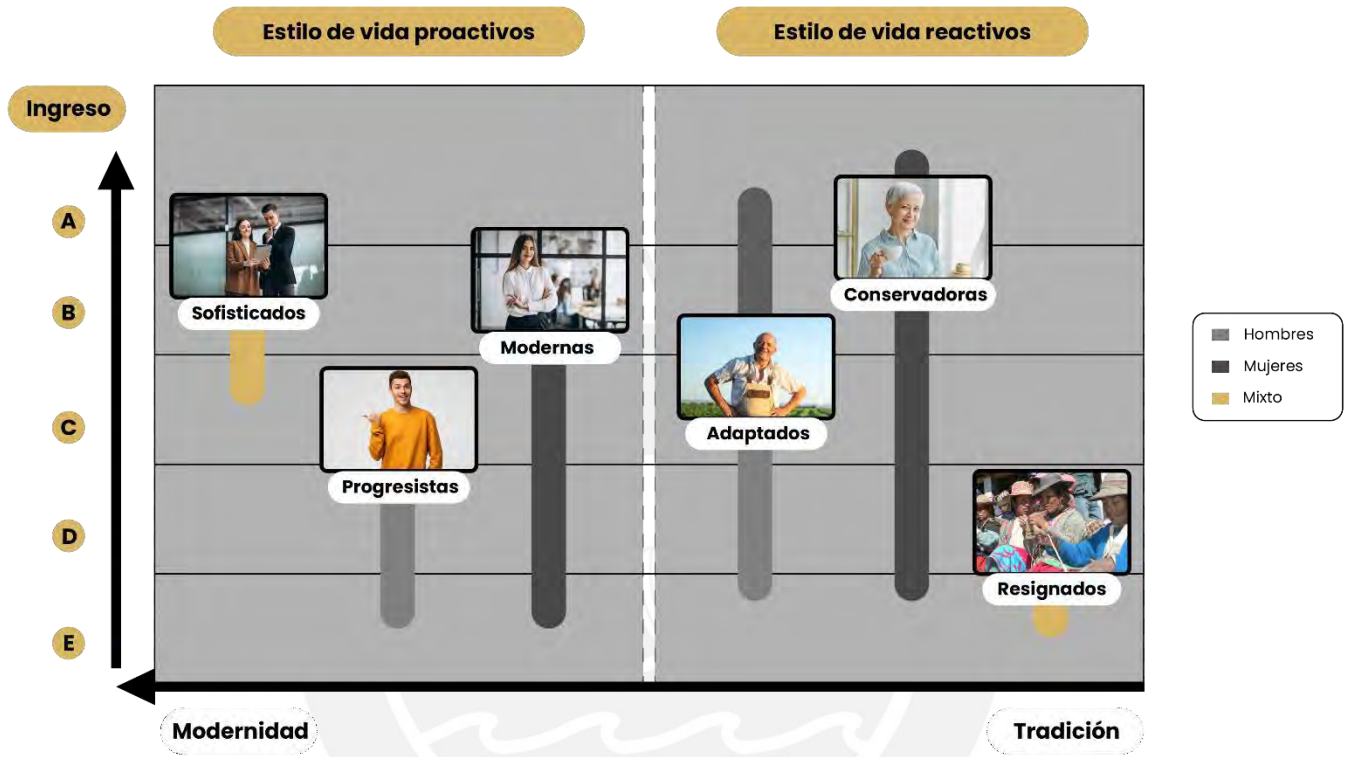 Estilo de vida proactivos
Estilo de vida reactivos
Ingreso
A
B
C
D
E
Sofisticados
Progresistas
Modernas
Adaptados
Conservadoras
Resignados
Hombres
Mujeres
Mixto
Modernidad
Tradición